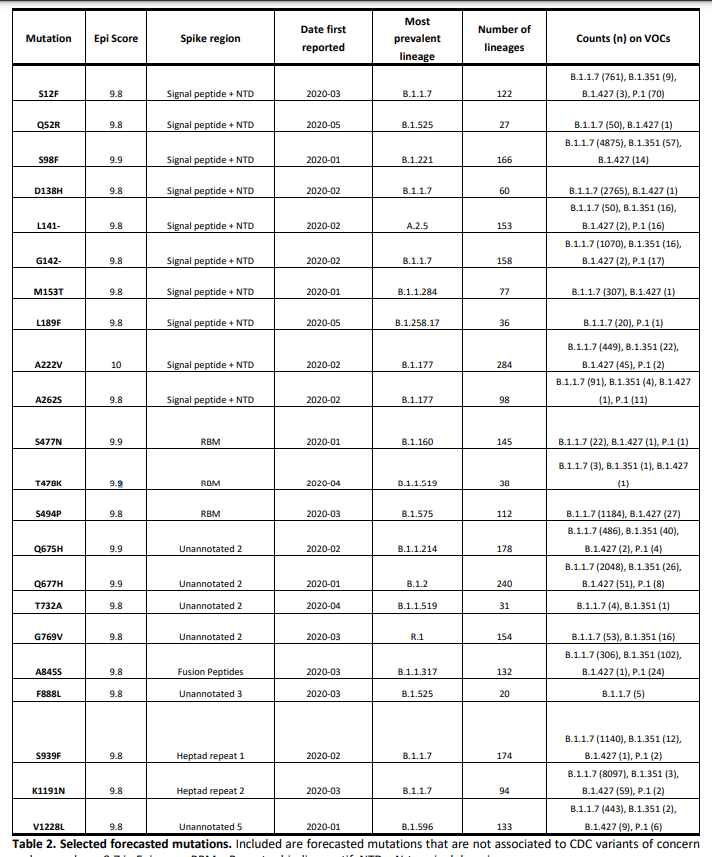 Mutation Epi Score Spike region Date first reported Most prevalent lineage Number of lineages Counts (n) on VOCs
S12F 9.8 Signal peptide + NTD 2020-03 B.1.1.7 122 B.1.1.7 (761), B.1.351 (9), B.1.427 (3), P.1 (70)
Q52R 9.8 Signal peptide + NTD 2020-05 B.1.525 27 B.1.1.7 (50), B.1.427 (1)
S98F 9.9 Signal peptide + NTD 2020-01 B.1.221 166 B.1.1.7 (4875), B.1.351 (57), B.1.427 (14)
D138H 9.8 Signal peptide + NTD 2020-02 B.1.1.7 60 B.1.1.7 (2765), B.1.427 (1)
L141- 9.8 Signal peptide + NTD 2020-02 A.2.5 153 B.1.1.7 (50), B.1.351 (16), B.1.427 (2), P.1 (16)
G142- 9.8 Signal peptide + NTD 2020-02 B.1.1.7 158 B.1.1.7 (1070), B.1.351 (16), B.1.427 (2), P.1 (17)
M153T 9.8 Signal peptide + NTD 2020-01 B.1.1.284 77 B.1.1.7 (307), B.1.427 (1)
L189F 9.8 Signal peptide + NTD 2020-05 B.1.258.17 36 B.1.1.7 (20), P.1 (1)
A222V 10 Signal peptide + NTD 2020-02 B.1.177 284 B.1.1.7 (449), B.1.351 (22), B.1.427 (45), P.1 (2)
A262S 9.8 Signal peptide + NTD 2020-02 B.1.177 98 B.1.1.7 (91), B.1.351 (4), B.1.427 (1), P.1 (11)
S477N 9.9 RBM 2020-01 B.1.160 145 B.1.1.7 (22), B.1.427 (1), P.1 (1)
T478K 9.9 RBM 2020-04 B.1.1.519 38 B.1.1.7 (3), B.1.351 (1), B.1.427 (1)
S494P 9.8 RBM 2020-03 B.1.575 112 B.1.1.7 (1184), B.1.427 (27)
Q675H 9.9 Unannotated 2 2020-03 B.1.1.214 178 B.1.1.7 (486), B.1.351 (40), B.1.427 (2), P.1 (4)
Q677H 9.9 Unannotated 2 2020-01 B.1.2 240 B.1.1.7 (2048), B.1.351 (26), B.1.427 (51), P.1 (8)
T732A 9.8 Unannotated 2 2020-04 B.1.1.519 31 B.1.1.7 (4), B.1.351 (1)
G769V 9.8 Unannotated 2 2020-03 R.1 154 B.1.1.7 (53), B.1.351 (16)
A845S 9.8 Fusion Peptides 2020-03 B.1.1.317 132 B.1.1.7 (306), B.1.351 (102), B.1.427 (1), P.1 (24)
F888L 9.8 Unannotated 3 2020-03 B.1.525 20 B.1.1.7 (5)
S939F 9.8 Heptad repeat 1 2020-02 B.1.1.7 174 B.1.1.7 (1140), B.1.351 (12), B.1.427 (1), P.1 (2)
K1191N 9.8 Heptad repeat 2 2020-03 B.1.1.7 94 B.1.1.7 (8097), B.1.351 (3), B.1.427 (59), P.1 (2)
V1228L 9.8 Unannotated 5 2020-01 B.1.596 133 B.1.1.7 (443), B.1.351 (2), B.1.427 (9), P.1 (6)
Table 2. Selected forecasted mutations. Included are forecasted mutations that are not associated to CDC variants of concern